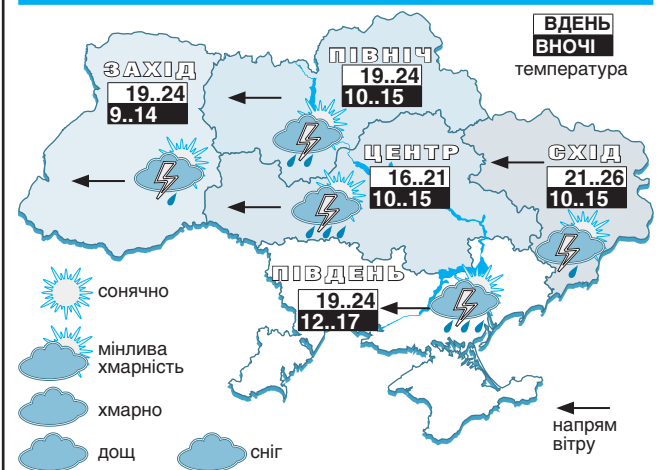 ВДЕНЬ
ВНОЧІ
температура
ПІВНІЧ
19..24
10..15
ЗАХІД
19..24
9..14
ЦЕНТР
16..21
10..15
СХІД
21..26
10..15
ПІВДЕНЬ
19..24
12..17
сонячно
мінлива
хмарність
хмарно
дощ
сніг
напрям
вітру